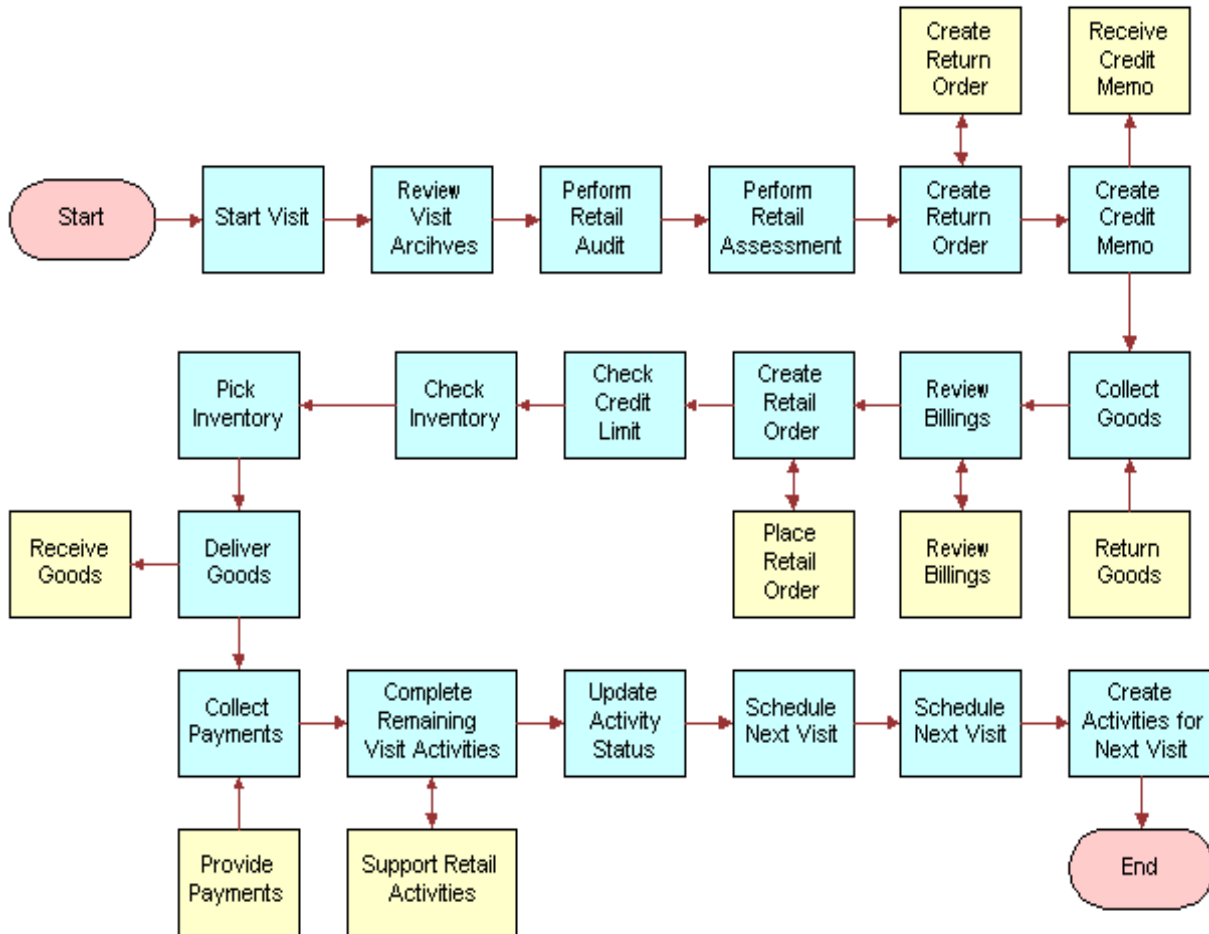 Create
Return
Order
Receive
Credit
Memo
Start
Start Visit
Review
Visit
Arcihves
Perform
Retail
Audit
Perform
Retail
Assessment
Create
Return
Order
Create
Credit
Memo
Pick
Inventory
Check
Inventory
Check
Credit
Limit
Create
Retail
Order
Review
Billings
Collect
Goods
Receive
Goods
Deliver
Goods
Place
Retail
Order
Review
Billings
Return
Goods
Collect
Payments
Complete
Remaining
Visit Activities
Update
Activity
Status
Schedule
Next Visit
Schedule
Next Visit
Create
Activities for
Next Visit
Provide
Payments
Support Retail
Activities
End